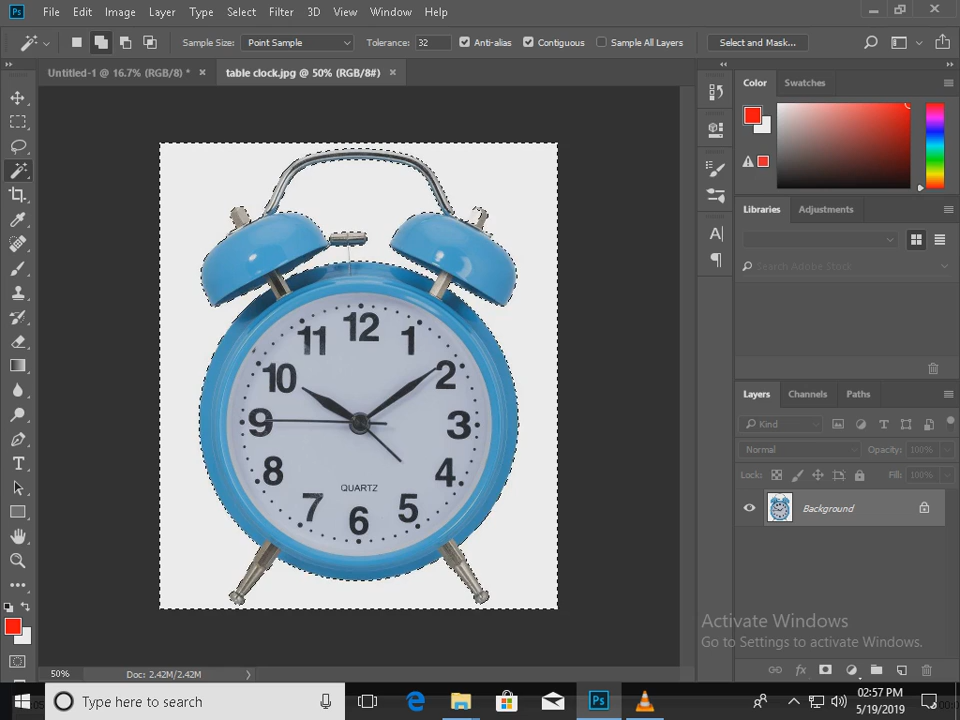 Ps File Edit Image Layer Type Select Filter 3D View Window Help
Sample Size: Point Sample Tolerance: 32 Anti-alias Contiguous Sample All Layers Select and Mask...
Untitled-1 @ 16.7% (RGB/8) * × table clock.jpg @ 50% (RGB/8#) ×
Color Swatches
Libraries Adjustments
Search Adobe Stock
Layers Channels Paths
Kind
Normal Opacity: 100%
Lock: Fill: 100%
Background
12
11 1
10 2
9 3
8 4
QUARTZ
7 5
6
Activate Windows
Go to Settings to activate Windows.
50% Doc: 2.42M/2.42M
Type here to search
Ps
02:57 PM
5/19/2019